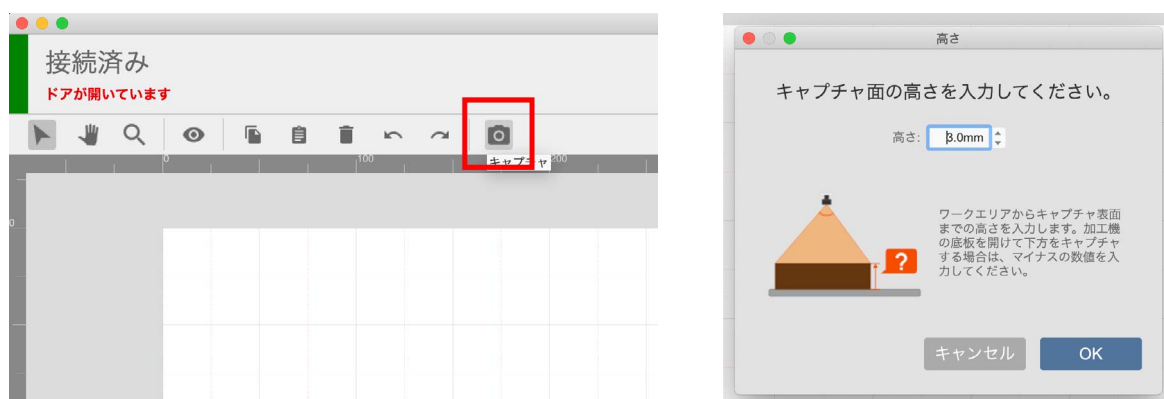 接続済み
ドアが開いています
0
100
200
キャプチャ
0
高さ
キャプチャ面の高さを入力してください。
高さ: 3.0mm
ワークエリアからキャプチャ表面
までの高さを入力します。加工機
の底板を開けて下方をキャプチャ
する場合は、マイナスの数値を入
力してください。
?
キャンセル
OK